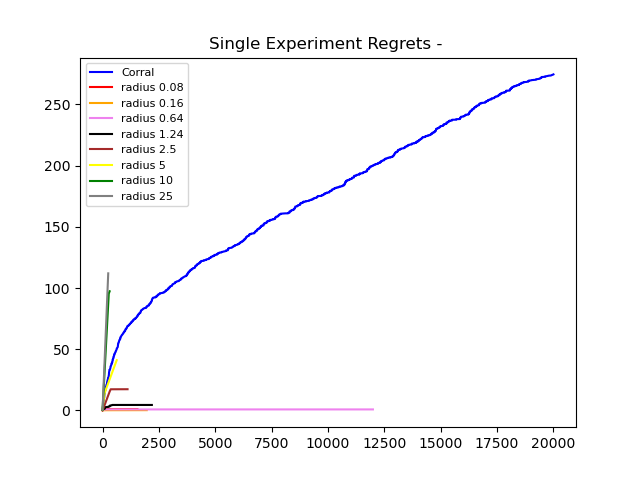 Single Experiment Regrets -
Corral
radius 0.08
radius 0.16
radius 0.64
radius 1.24
radius 2.5
radius 5
radius 10
radius 25
250
200
150
100
50
0
0 2500 5000 7500 10000 12500 15000 17500 20000